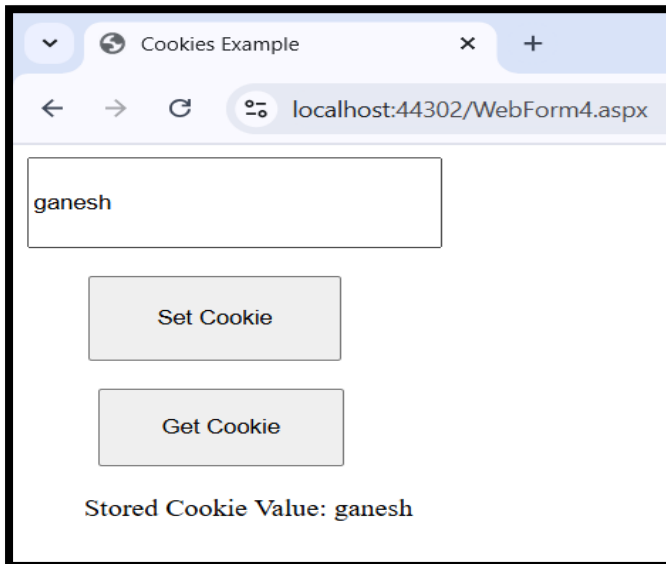 Cookies Example
localhost:44302/WebForm4.aspx
ganesh
Set Cookie
Get Cookie
Stored Cookie Value: ganesh